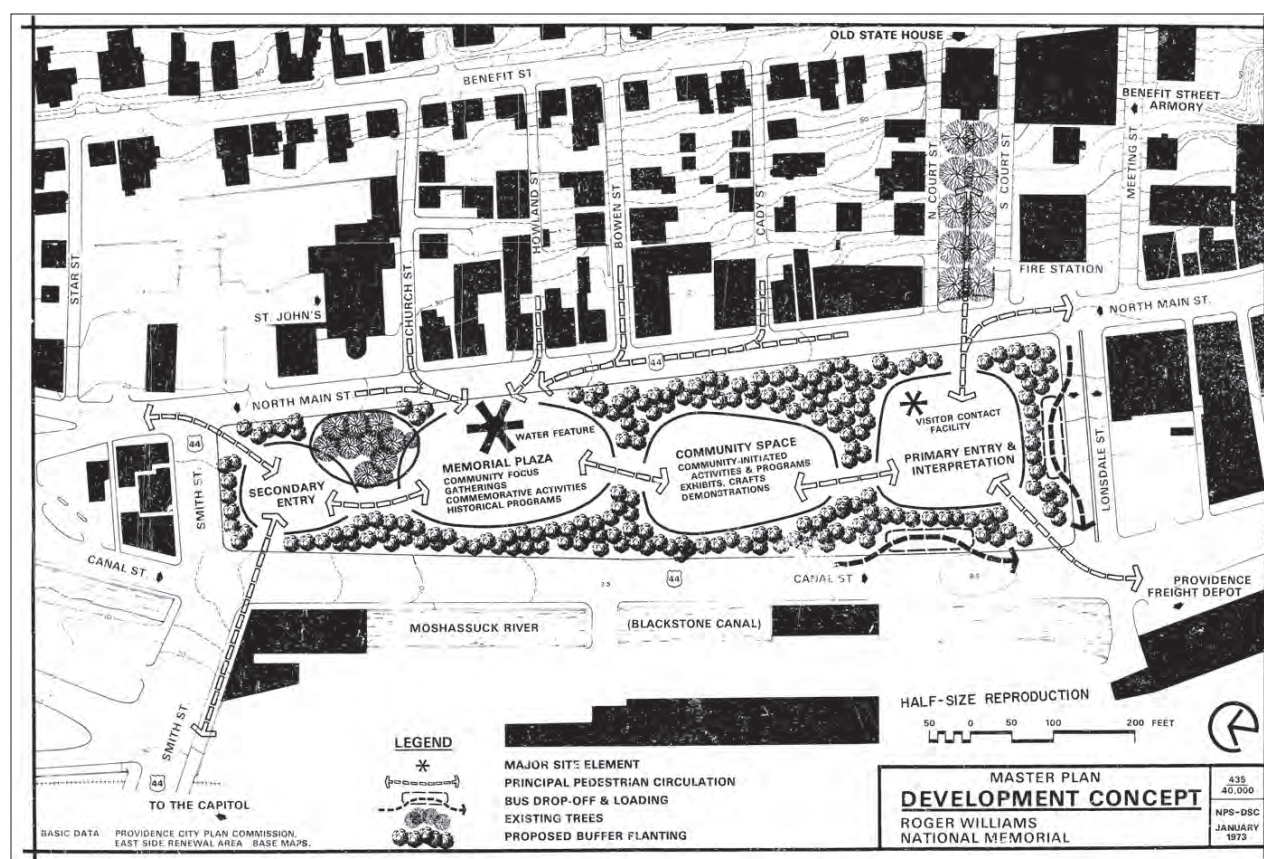 OLD STATE HOUSE
BENEFIT ST.
BENEFIT STREET
ARMORY
STAR ST.
CHURCH ST.
HOWLAND ST.
BOWEN ST.
CADY ST.
N COURT ST.
S COURT ST.
MEETING ST.
ST. JOHN'S
FIRE STATION
NORTH MAIN ST.
44
NORTH MAIN ST.
44
SMITH ST.
WATER FEATURE
MEMORIAL PLAZA
COMMUNITY FOCUS
GATHERINGS
COMMEMORATIVE ACTIVITIES
HISTORICAL PROGRAMS
SECONDARY
ENTRY
COMMUNITY SPACE
COMMUNITY-INITIATED
ACTIVITIES & PROGRAMS
EXHIBITS, CRAFTS
DEMONSTRATIONS
VISITOR CONTACT
FACILITY
PRIMARY ENTRY &
INTERPRETATION
LONSDALE ST.
CANAL ST.
44
CANAL ST.
PROVIDENCE
FREIGHT DEPOT
MOSHASSUCK RIVER
(BLACKSTONE CANAL)
SMITH ST.
44
TO THE CAPITOL
HALF-SIZE REPRODUCTION
50 0 50 100 200 FEET
LEGEND
MAJOR SITE ELEMENT
PRINCIPAL PEDESTRIAN CIRCULATION
BUS DROP-OFF & LOADING
EXISTING TREES
PROPOSED BUFFER PLANTING
BASIC DATA PROVIDENCE CITY PLAN COMMISSION,
EAST SIDE RENEWAL AREA BASE MAPS.
MASTER PLAN
DEVELOPMENT CONCEPT
ROGER WILLIAMS
NATIONAL MEMORIAL
435
40,000
NPS-DSC
JANUARY
1973